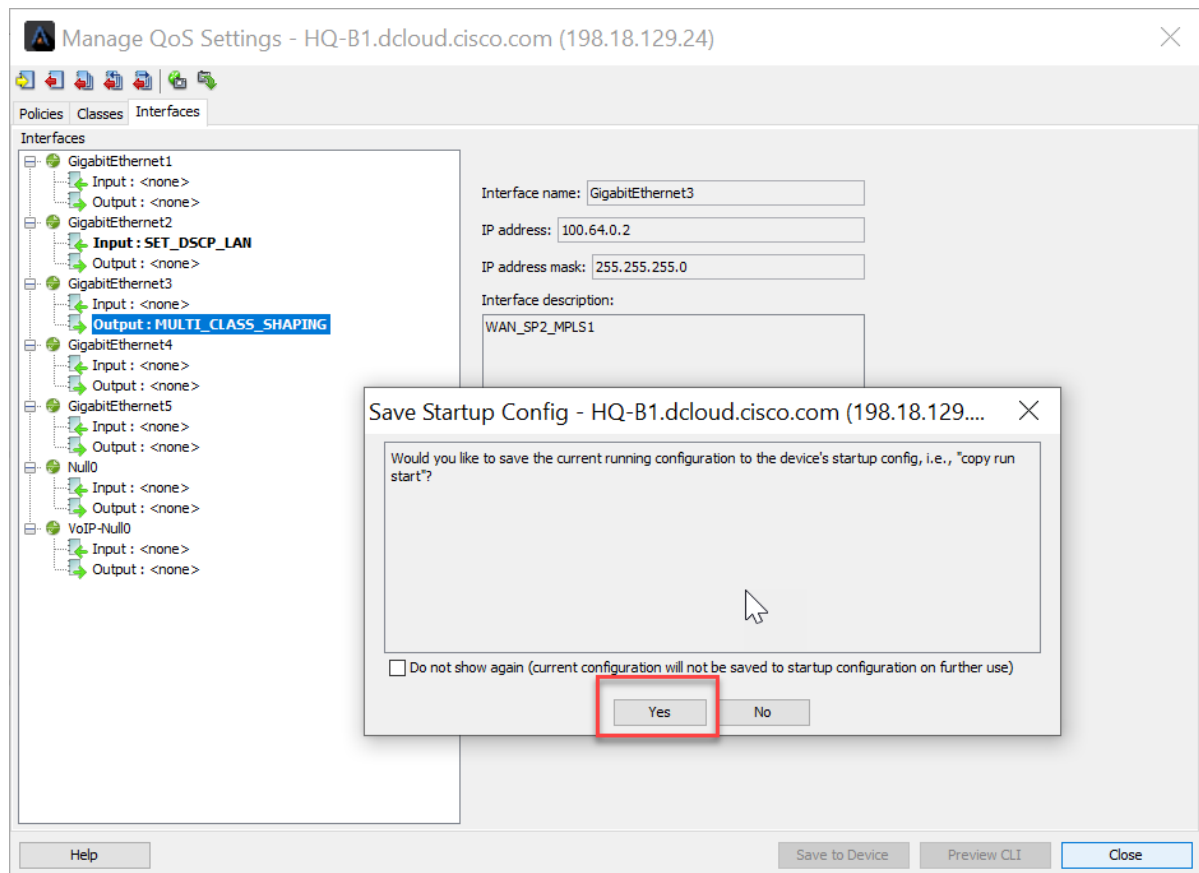 Manage QoS Settings - HQ-B1.dcloud.cisco.com (198.18.129.24)
Policies Classes Interfaces
Interfaces
GigabitEthernet1
Input : <none>
Output : <none>
GigabitEthernet2
Input : SET_DSCP_LAN
Output : <none>
GigabitEthernet3
Input : <none>
Output : MULTI_CLASS_SHAPING
GigabitEthernet4
Input : <none>
Output : <none>
GigabitEthernet5
Input : <none>
Output : <none>
Null0
Input : <none>
Output : <none>
VoIP-Null0
Input : <none>
Output : <none>
Interface name: GigabitEthernet3
IP address: 100.64.0.2
IP address mask: 255.255.255.0
Interface description:
WAN_SP2_MPLS1
Save Startup Config - HQ-B1.dcloud.cisco.com (198.18.129....
Would you like to save the current running configuration to the device's startup config, i.e., "copy run
start"?
Do not show again (current configuration will not be saved to startup configuration on further use)
Yes No
Help Save to Device Preview CLI Close